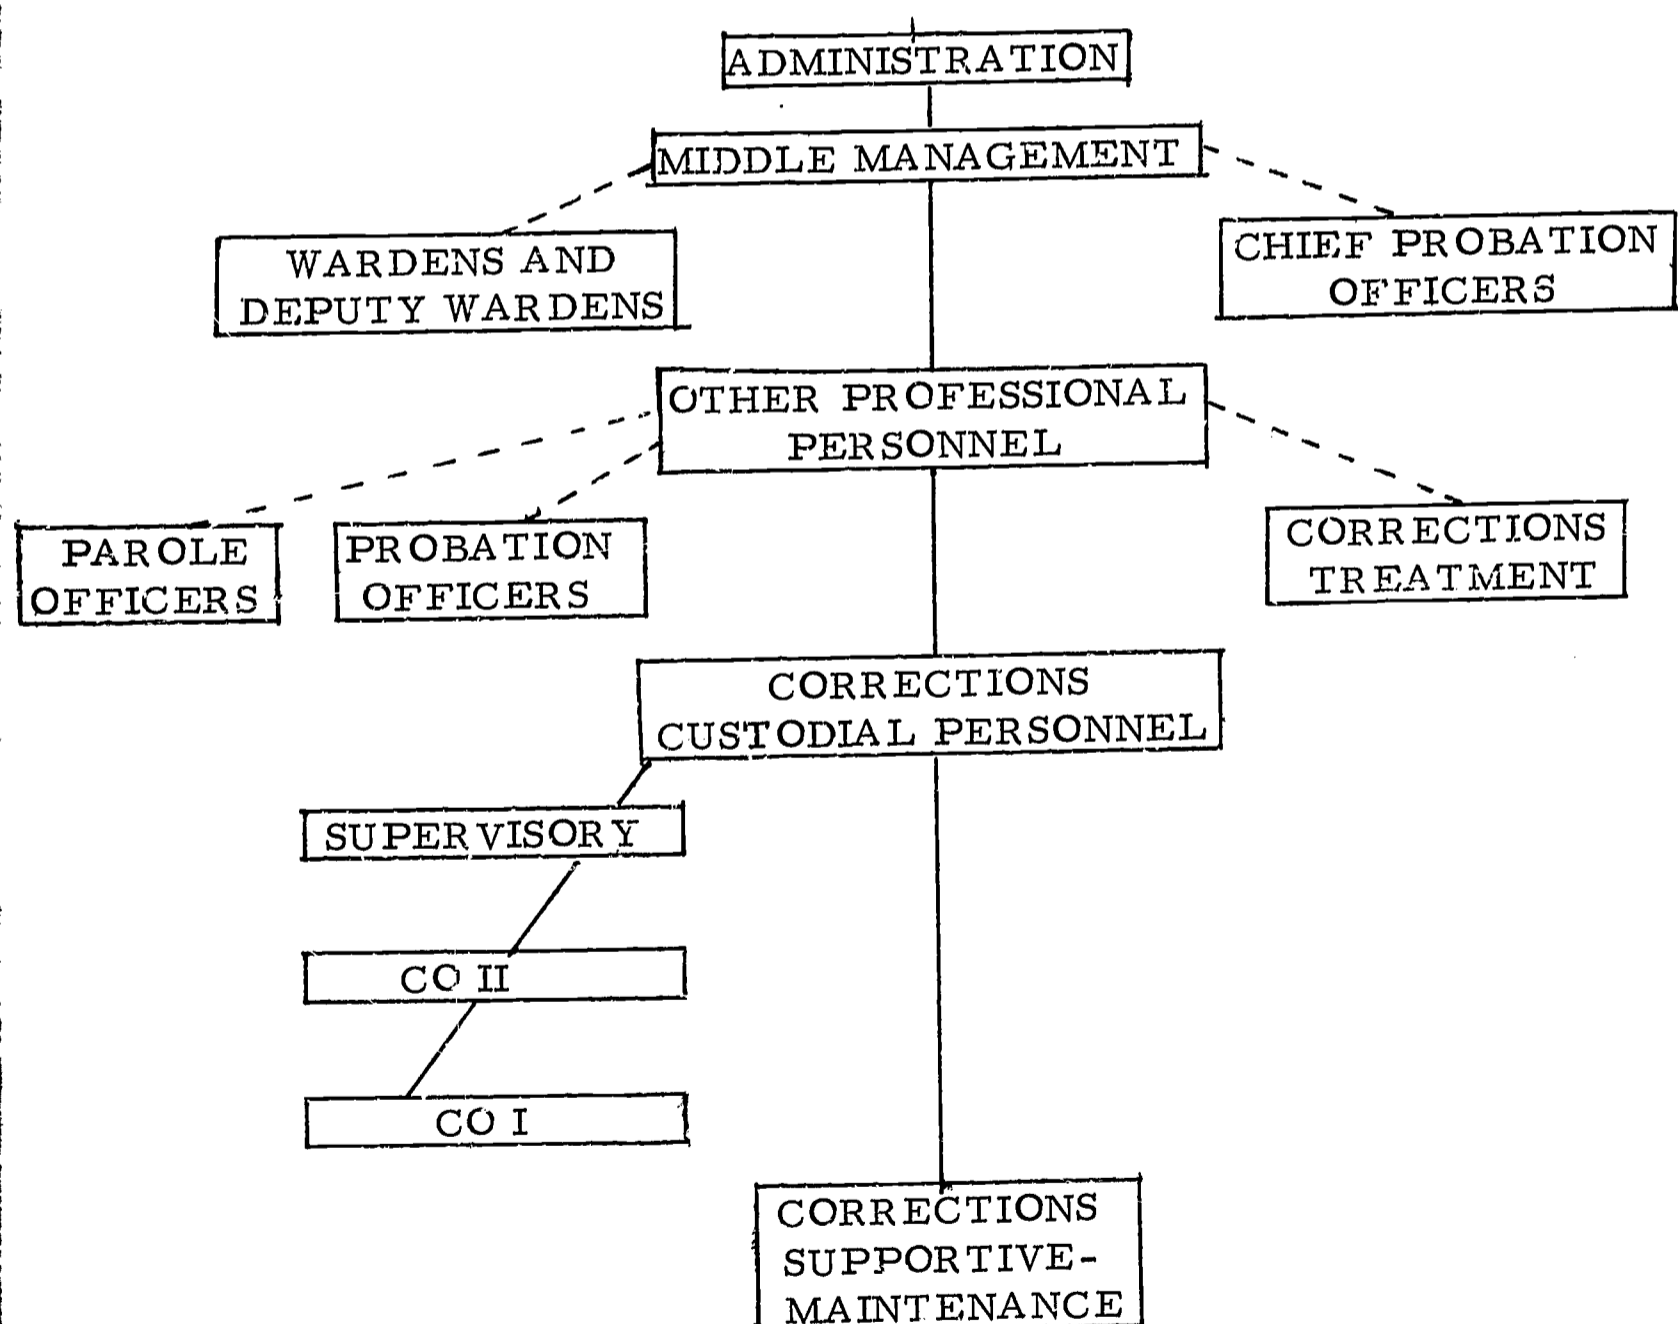 ADMINISTRATION
MIDDLE MANAGEMENT
WARDENS AND
DEPUTY WARDENS
CHIEF PROBATION
OFFICERS
OTHER PROFESSIONAL
PERSONNEL
PAROLE
OFFICERS
PROBATION
OFFICERS
CORRECTIONS
TREATMENT
CORRECTIONS
CUSTODIAL PERSONNEL
SUPERVISORY
CO II
CO I
CORRECTIONS
SUPPORTIVE-
MAINTENANCE